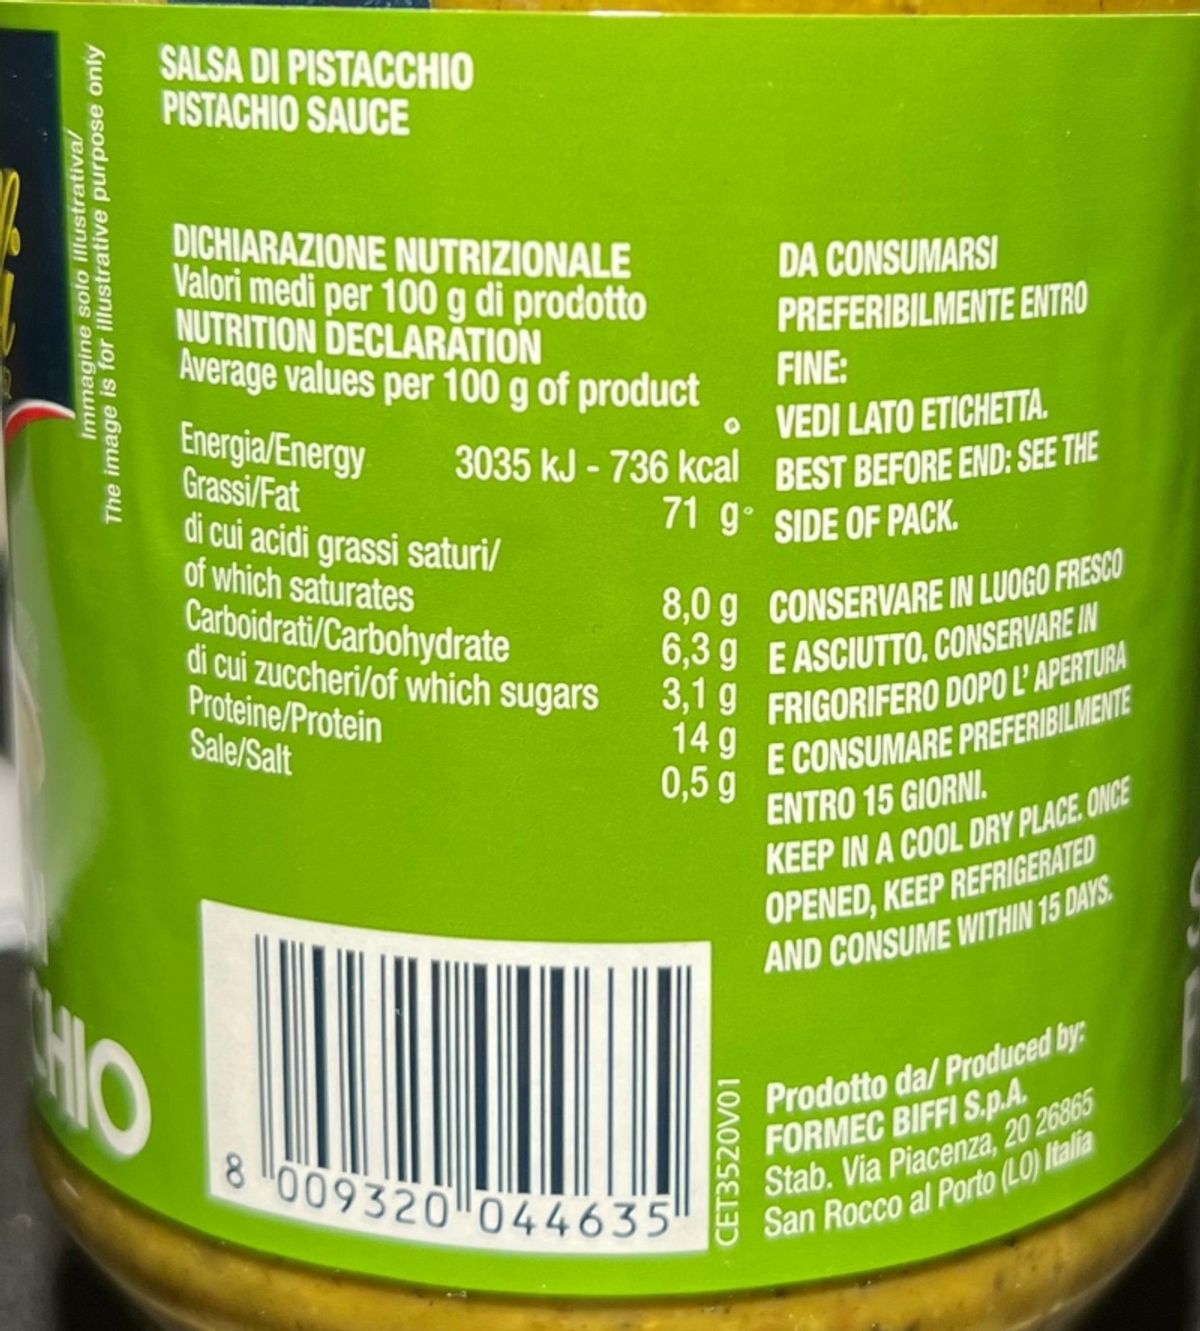 Immagine solo illustrativa/
The image is for illustrative purpose only
SALSA DI PISTACCHIO
PISTACHIO SAUCE
DICHIARAZIONE NUTRIZIONALE
Valori medi per 100 g di prodotto
NUTRITION DECLARATION
Average values per 100 g of product
Energia/Energy 3035 kJ - 736 kcal
Grassi/Fat 71 g
di cui acidi grassi saturi/
of which saturates 8,0 g
Carboidrati/Carbohydrate 6,3 g
di cui zuccheri/of which sugars 3,1 g
Proteine/Protein 14 g
Sale/Salt 0,5 g
DA CONSUMARSI
PREFERIBILMENTE ENTRO
FINE:
VEDI LATO ETICHETTA.
BEST BEFORE END: SEE THE
SIDE OF PACK.
CONSERVARE IN LUOGO FRESCO
E ASCIUTTO. CONSERVARE IN
FRIGORIFERO DOPO L' APERTURA
E CONSUMARE PREFERIBILMENTE
ENTRO 15 GIORNI.
KEEP IN A COOL DRY PLACE. ONCE
OPENED, KEEP REFRIGERATED
AND CONSUME WITHIN 15 DAYS.
CHIO
8 009320 044635
CET3520V01
Prodotto da/ Produced by:
FORMEC BIFFI S.p.A.
Stab. Via Piacenza, 20 26865
San Rocco al Porto (LO) Italia